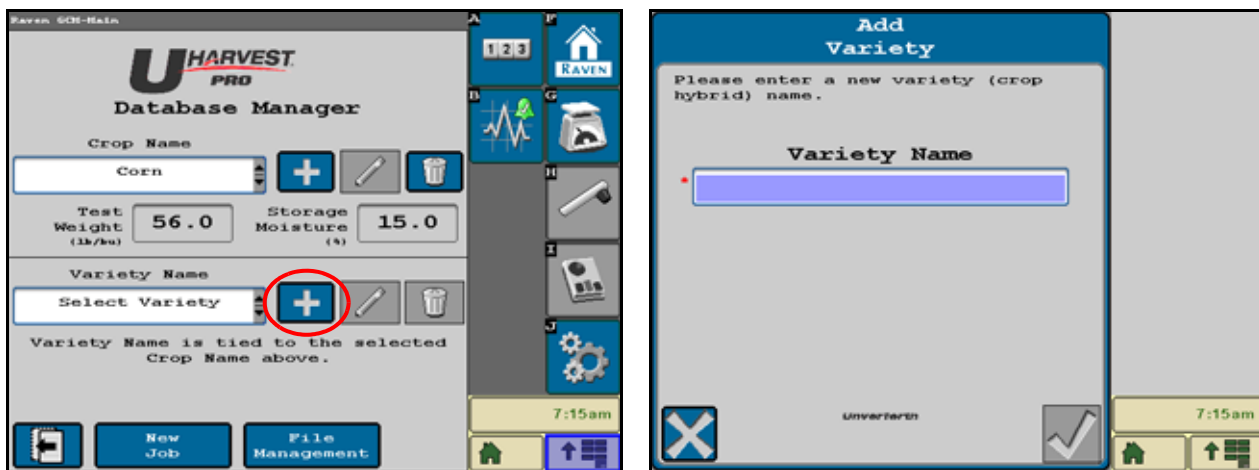 Raven GCM-Main
UHARVEST
PRO
Database Manager
Crop Name
Corn
Test
Weight
(lb/bu)
56.0
Storage
Moisture
(%)
15.0
Variety Name
Select Variety
Variety Name is tied to the selected
Crop Name above.
New
Job
File
Management
A
1 2 3
F
RAVEN
B
G
H
I
J
7:15am
Add
Variety
Please enter a new variety (crop
hybrid) name.
Variety Name
*
Unverferth
7:15am